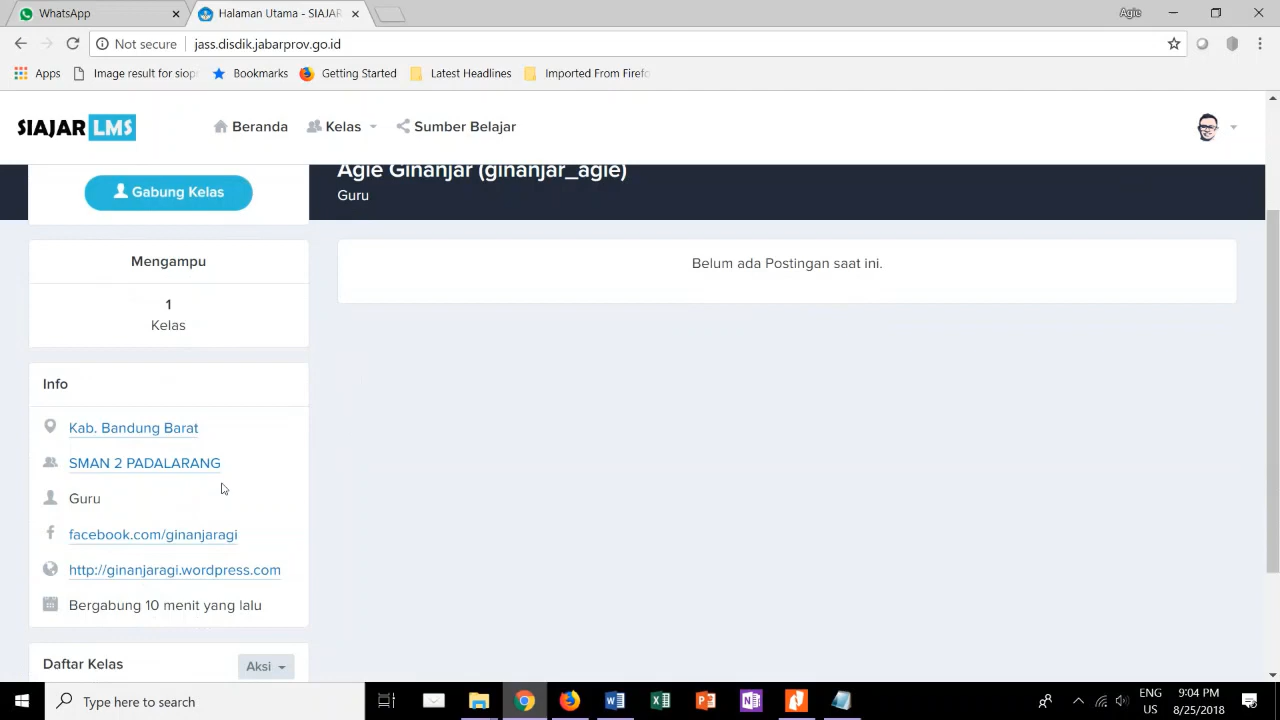 WhatsApp
Halaman Utama - SIAJAR
Agie
Not secure
jass.disdik.jabarprov.go.id
Apps
Image result for siop
Bookmarks
Getting Started
Latest Headlines
Imported From Firefo
SIAJAR LMS
Beranda
Kelas
Sumber Belajar
Agie Ginanjar (ginanjar_agie)
Guru
Gabung Kelas
Mengampu
1
Kelas
Belum ada Postingan saat ini.
Info
Kab. Bandung Barat
SMAN 2 PADALARANG
Guru
facebook.com/ginanjaragi
http://ginanjaragi.wordpress.com
Bergabung 10 menit yang lalu
Daftar Kelas
Aksi
Type here to search
ENG
US
9:04 PM
8/25/2018